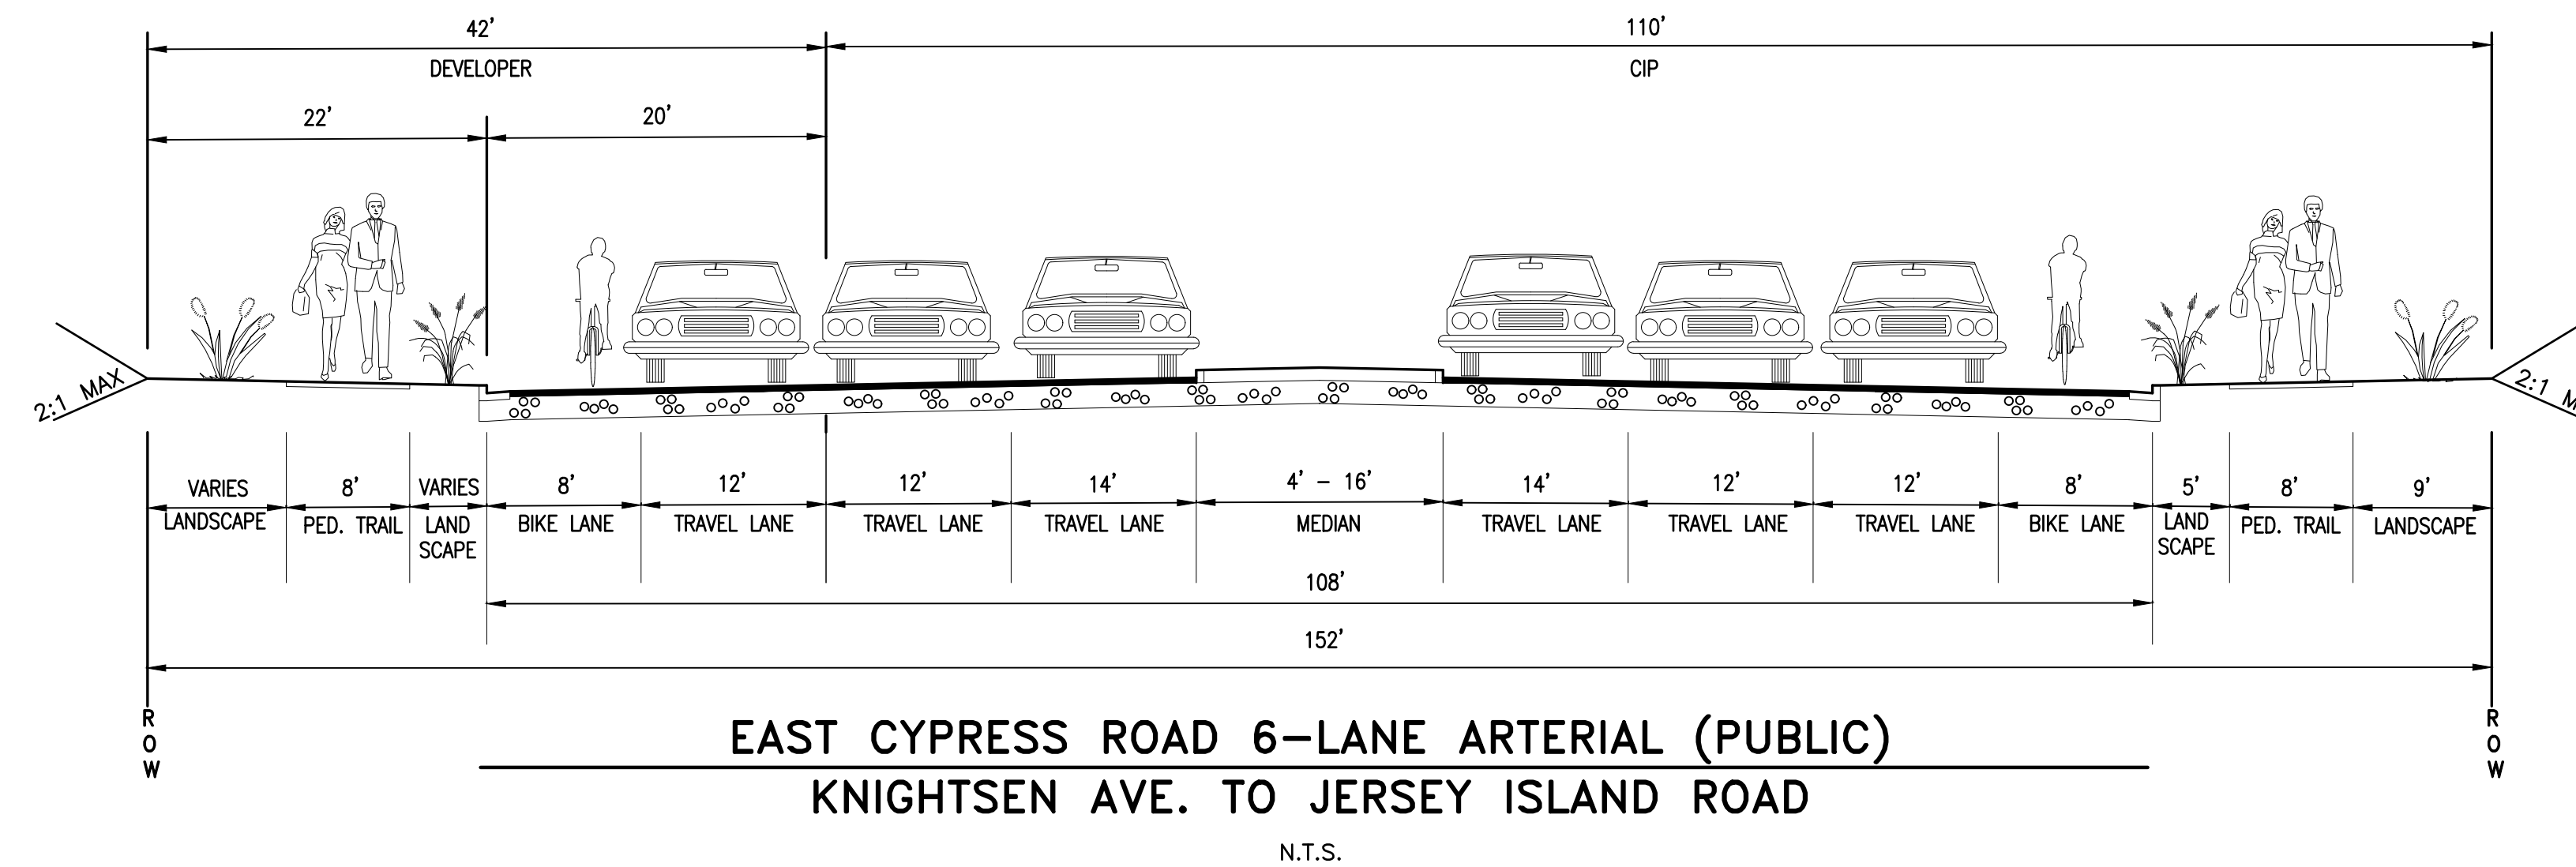 42'
110'
DEVELOPER
CIP
22'
20'
2:1 MAX
2:1 M
VARIES
8'
VARIES
8'
12'
12'
14'
4' - 16'
14'
12'
12'
8'
5'
8'
9'
LANDSCAPE
PED. TRAIL
LAND
SCAPE
BIKE LANE
TRAVEL LANE
TRAVEL LANE
TRAVEL LANE
MEDIAN
TRAVEL LANE
TRAVEL LANE
TRAVEL LANE
BIKE LANE
LAND
SCAPE
PED. TRAIL
LANDSCAPE
108'
152'
ROW
ROW
EAST CYPRESS ROAD 6-LANE ARTERIAL (PUBLIC)
KNIGHTSEN AVE. TO JERSEY ISLAND ROAD
N.T.S.